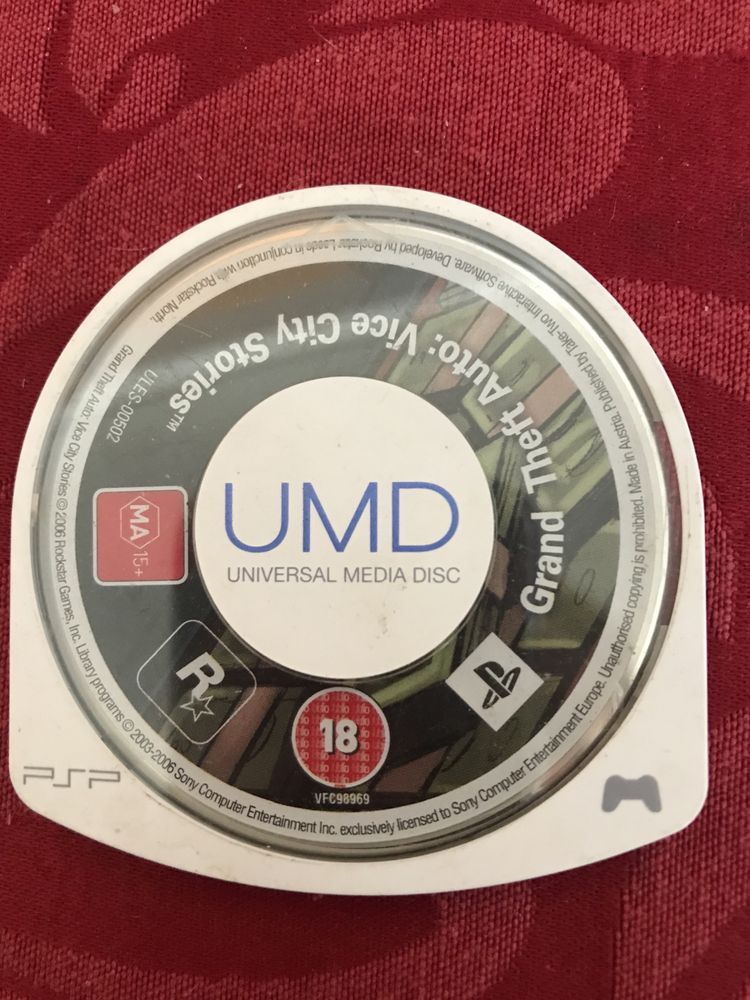 Grand Theft Auto: Vice City Stories™
ULES-00502
MA 15+
UMD
UNIVERSAL MEDIA DISC
R
18
VFC98969
PSP
Grand Theft Auto: Vice City Stories © 2006 Rockstar Games, Inc. Library programs © 2003-2006 Sony Computer Entertainment Inc. exclusively licensed to Sony Computer Entertainment Europe. Unauthorised copying is prohibited. Made in Austria. Published by Take-Two Interactive Software. Developed by Rockstar Leeds in conjunction with Rockstar North.